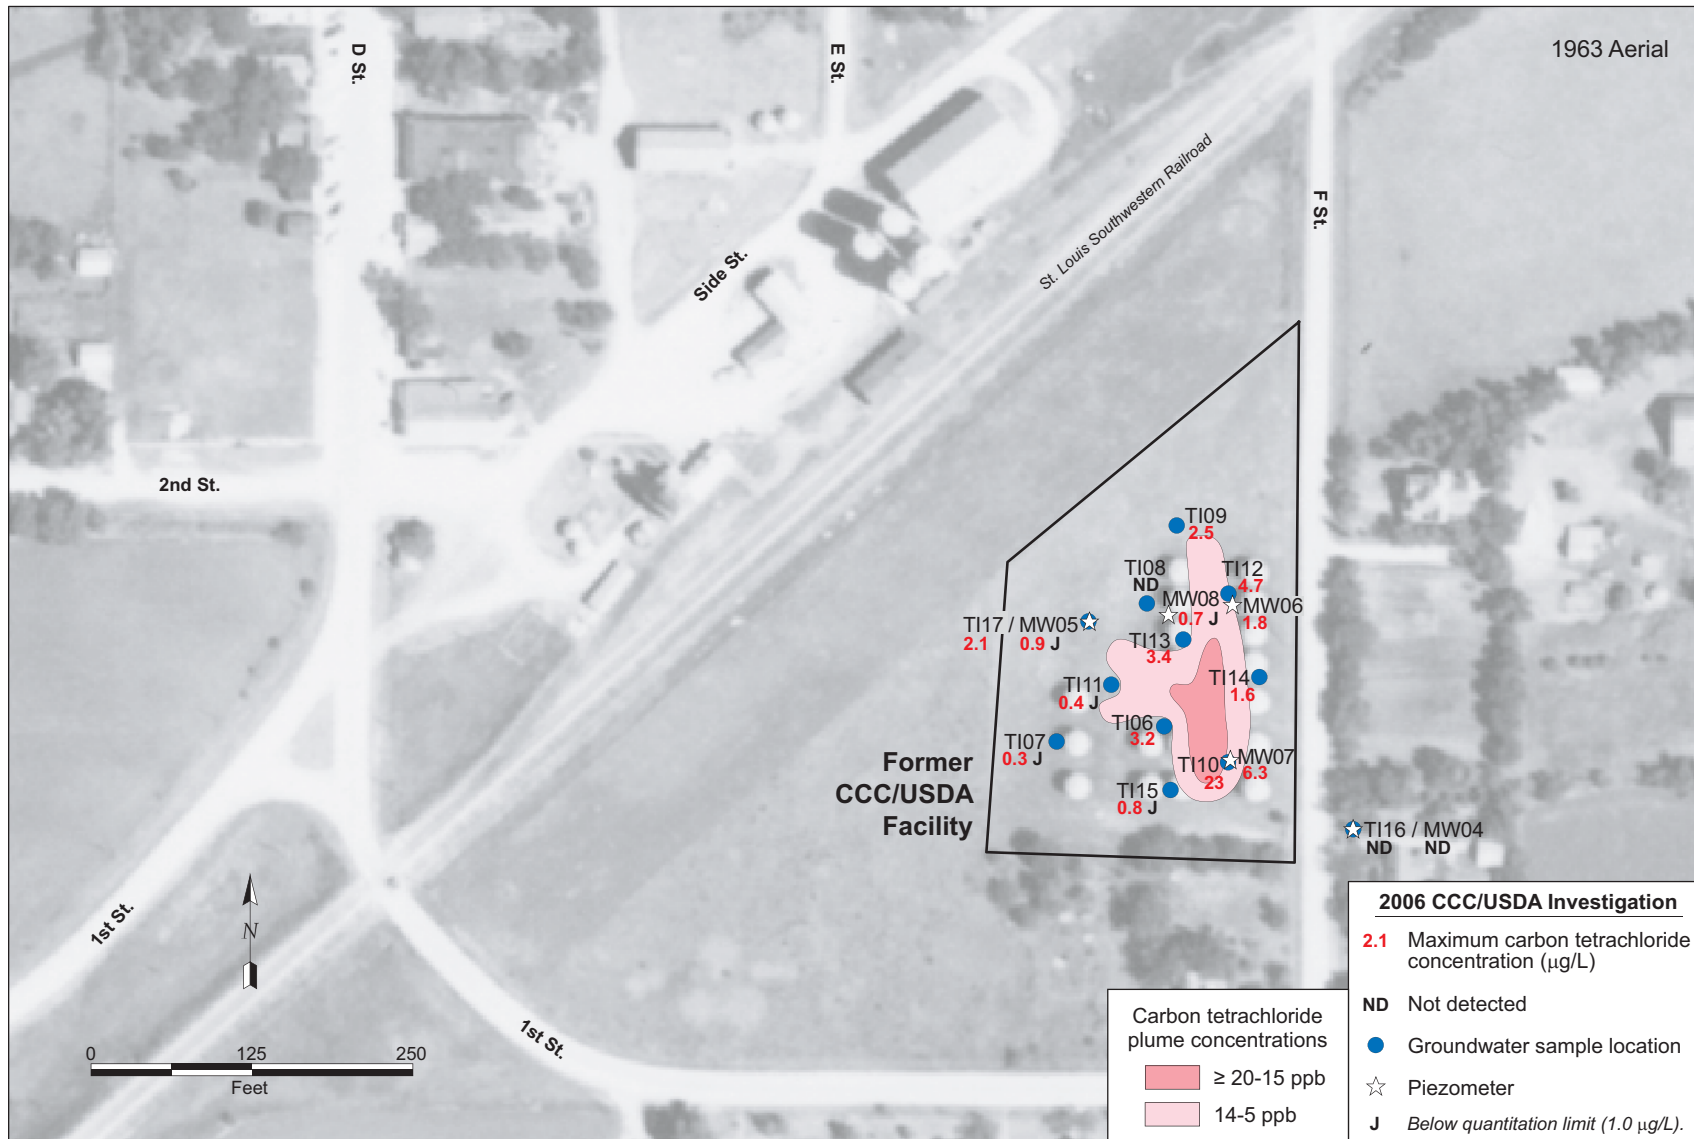 1963 Aerial
D St.
E St.
F St.
St. Louis Southwestern Railroad
Side St.
2nd St.
1st St.
1st St.
TI09
2.5
TI08
ND
TI12
4.7
MW08
0.7 J
MW06
1.8
TI17 / MW05
2.1 0.9 J
TI13
3.4
TI11
0.4 J
TI14
1.6
TI06
3.2
TI07
0.3 J
TI10
23
MW07
6.3
TI15
0.8 J
TI16 / MW04
ND ND
Former
CCC/USDA
Facility
N
0 125 250
Feet
Carbon tetrachloride
plume concentrations
≥ 20-15 ppb
14-5 ppb
2006 CCC/USDA Investigation
2.1 Maximum carbon tetrachloride
concentration (μg/L)
ND Not detected
Groundwater sample location
Piezometer
J Below quantitation limit (1.0 μg/L).